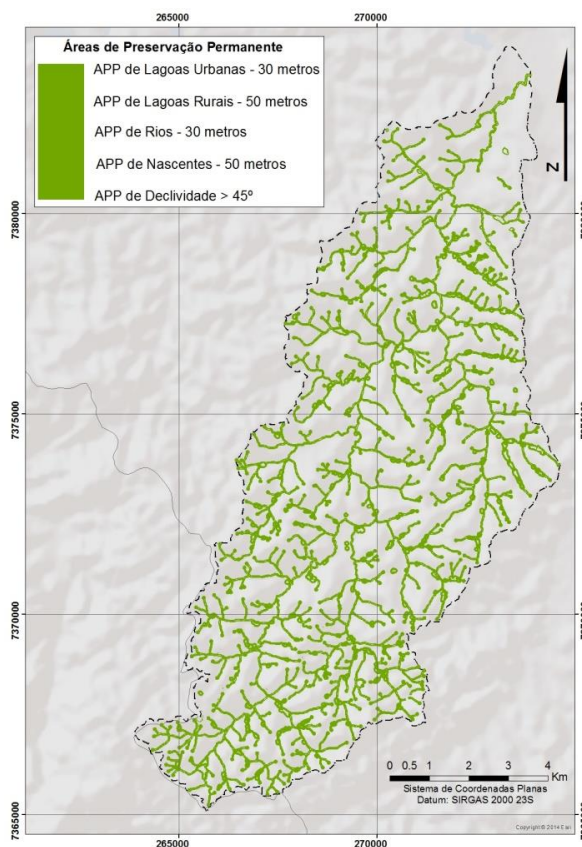 265000 270000
Áreas de Preservação Permanente
APP de Lagoas Urbanas - 30 metros
APP de Lagoas Rurais - 50 metros
APP de Rios - 30 metros
APP de Nascentes - 50 metros
APP de Declividade > 45º
N
7380000
7375000
7370000
7365000
0 0.5 1 2 3 4
Km
Sistema de Coordenadas Planas
Datum: SIRGAS 2000 23S
Copyright:© 2014 Esri
265000 270000